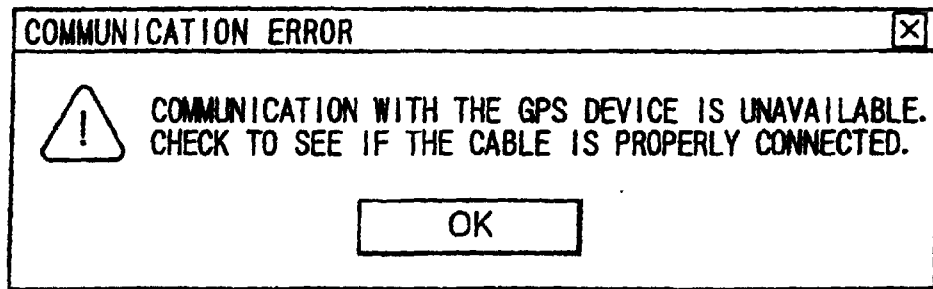 COMMUNICATION ERROR
COMMUNICATION WITH THE GPS DEVICE IS UNAVAILABLE.
CHECK TO SEE IF THE CABLE IS PROPERLY CONNECTED.
OK